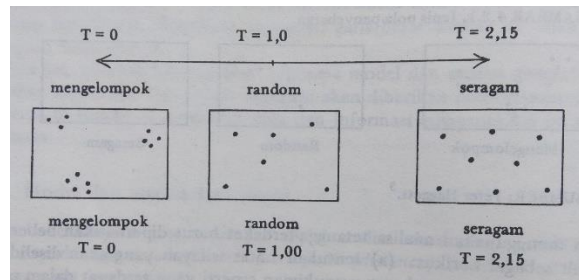 T = 0 T = 1,0 T = 2,15
mengelompok random seragam
mengelompok random seragam
T = 0 T = 1,00 T = 2,15